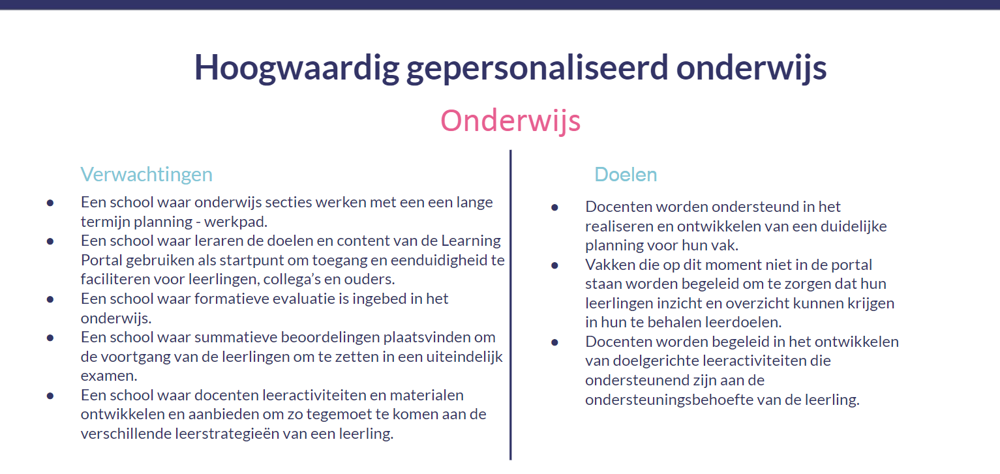 Hoogwaardig gepersonaliseerd onderwijs
Onderwijs
Verwachtingen
● Een school waar onderwijs secties werken met een een lange
termijn planning - werkpad.
● Een school waar leraren de doelen en content van de Learning
Portal gebruiken als startpunt om toegang en eenduidigheid te
faciliteren voor leerlingen, collega’s en ouders.
● Een school waar formatieve evaluatie is ingebed in het
onderwijs.
● Een school waar summatieve beoordelingen plaatsvinden om
de voortgang van de leerlingen om te zetten in een uiteindelijk
examen.
● Een school waar docenten leeractiviteiten en materialen
ontwikkelen en aanbieden om zo tegemoet te komen aan de
verschillende leerstrategieën van een leerling.
Doelen
● Docenten worden ondersteund in het
realiseren en ontwikkelen van een duidelijke
planning voor hun vak.
● Vakken die op dit moment niet in de portal
staan worden begeleid om te zorgen dat hun
leerlingen inzicht en overzicht kunnen krijgen
in hun te behalen leerdoelen.
● Docenten worden begeleid in het ontwikkelen
van doelgerichte leeractiviteiten die
ondersteunend zijn aan de
ondersteuningsbehoefte van de leerling.